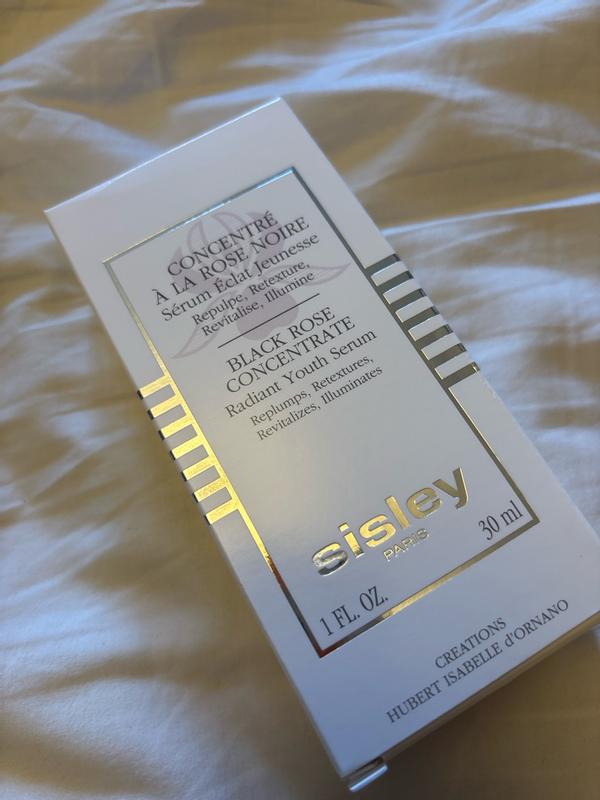 CONCENTRÉ
À LA ROSE NOIRE
Sérum Éclat Jeunesse
Repulpe, Retexture,
Revitalise, Illumine
BLACK ROSE
CONCENTRATE
Radiant Youth Serum
Replumps, Retextures,
Revitalizes, Illuminates
sisley
PARIS
1 FL. OZ. 30 ml
CREATIONS
HUBERT ISABELLE d'ORNANO